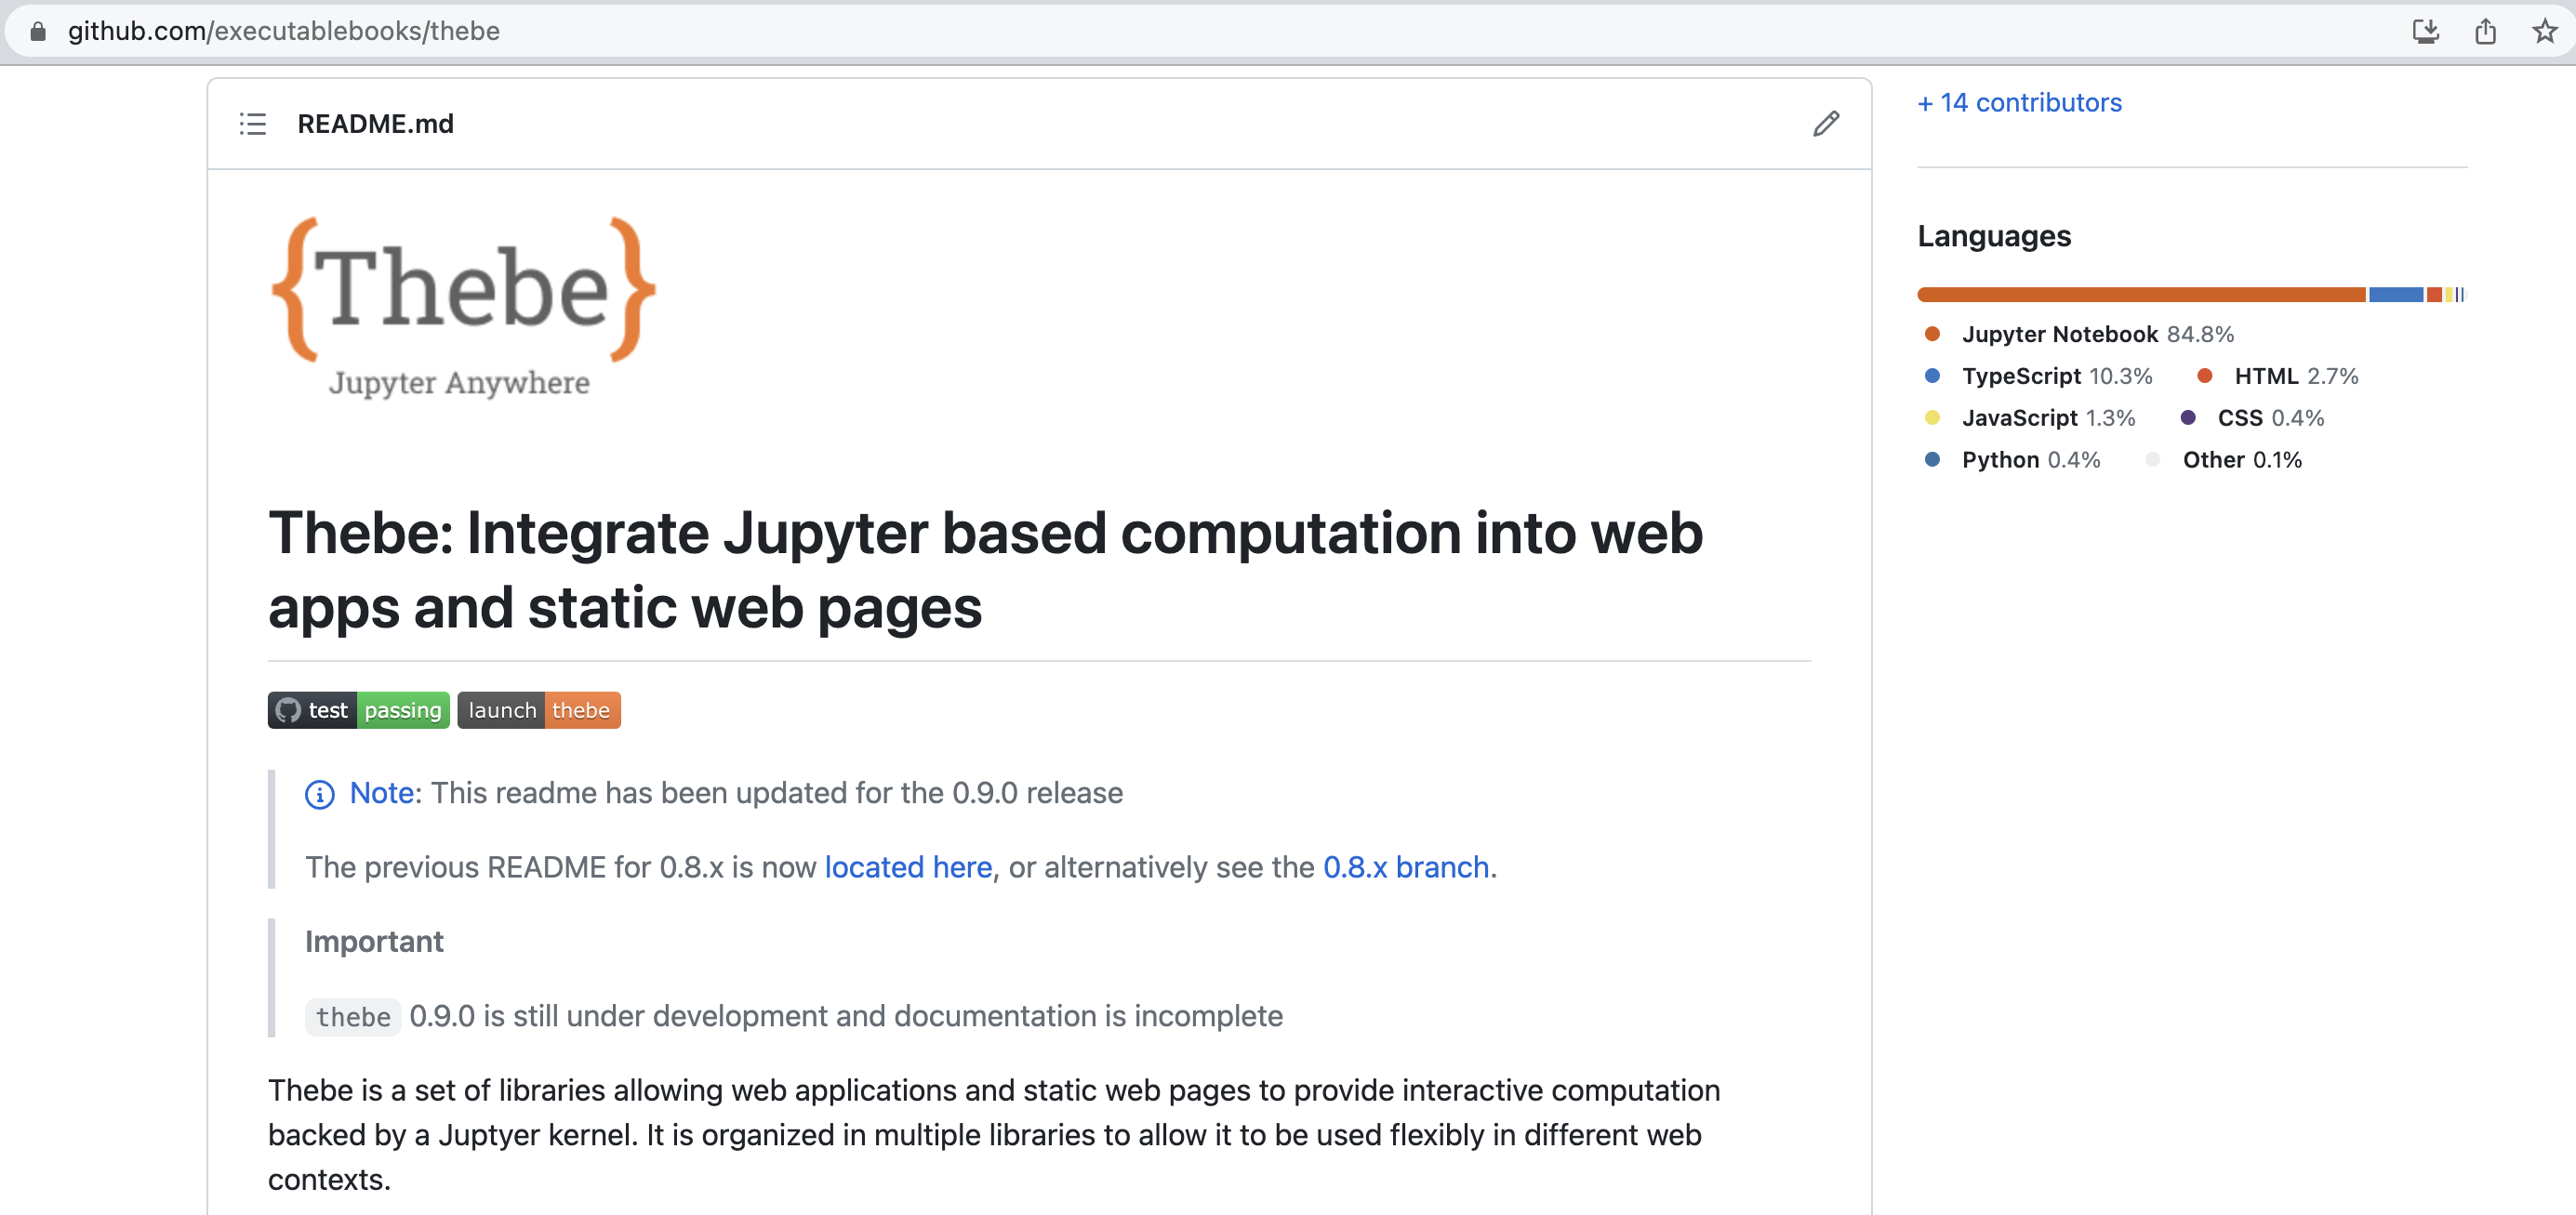 github.com/executablebooks/thebe
README.md
{Thebe}
Jupyter Anywhere
Thebe: Integrate Jupyter based computation into web
apps and static web pages
test passing launch thebe
Note: This readme has been updated for the 0.9.0 release
The previous README for 0.8.x is now located here, or alternatively see the 0.8.x branch.
Important
thebe 0.9.0 is still under development and documentation is incomplete
Thebe is a set of libraries allowing web applications and static web pages to provide interactive computation
backed by a Juptyer kernel. It is organized in multiple libraries to allow it to be used flexibly in different web
contexts.
+ 14 contributors
Languages
Jupyter Notebook 84.8%
TypeScript 10.3% HTML 2.7%
JavaScript 1.3% CSS 0.4%
Python 0.4% Other 0.1%